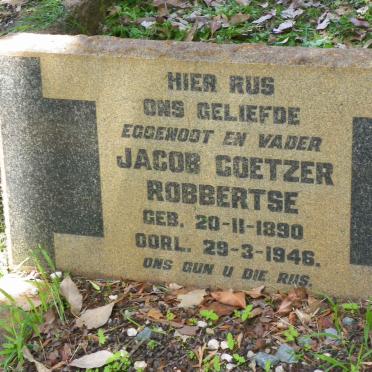 HIER RUS
ONS GELIEFDE
EGGENOOT EN VADER
JACOB COETZER
ROBBERTSE
GEB. 20-11-1890
OORL. 29-3-1946.
ONS GUN U DIE RUS.